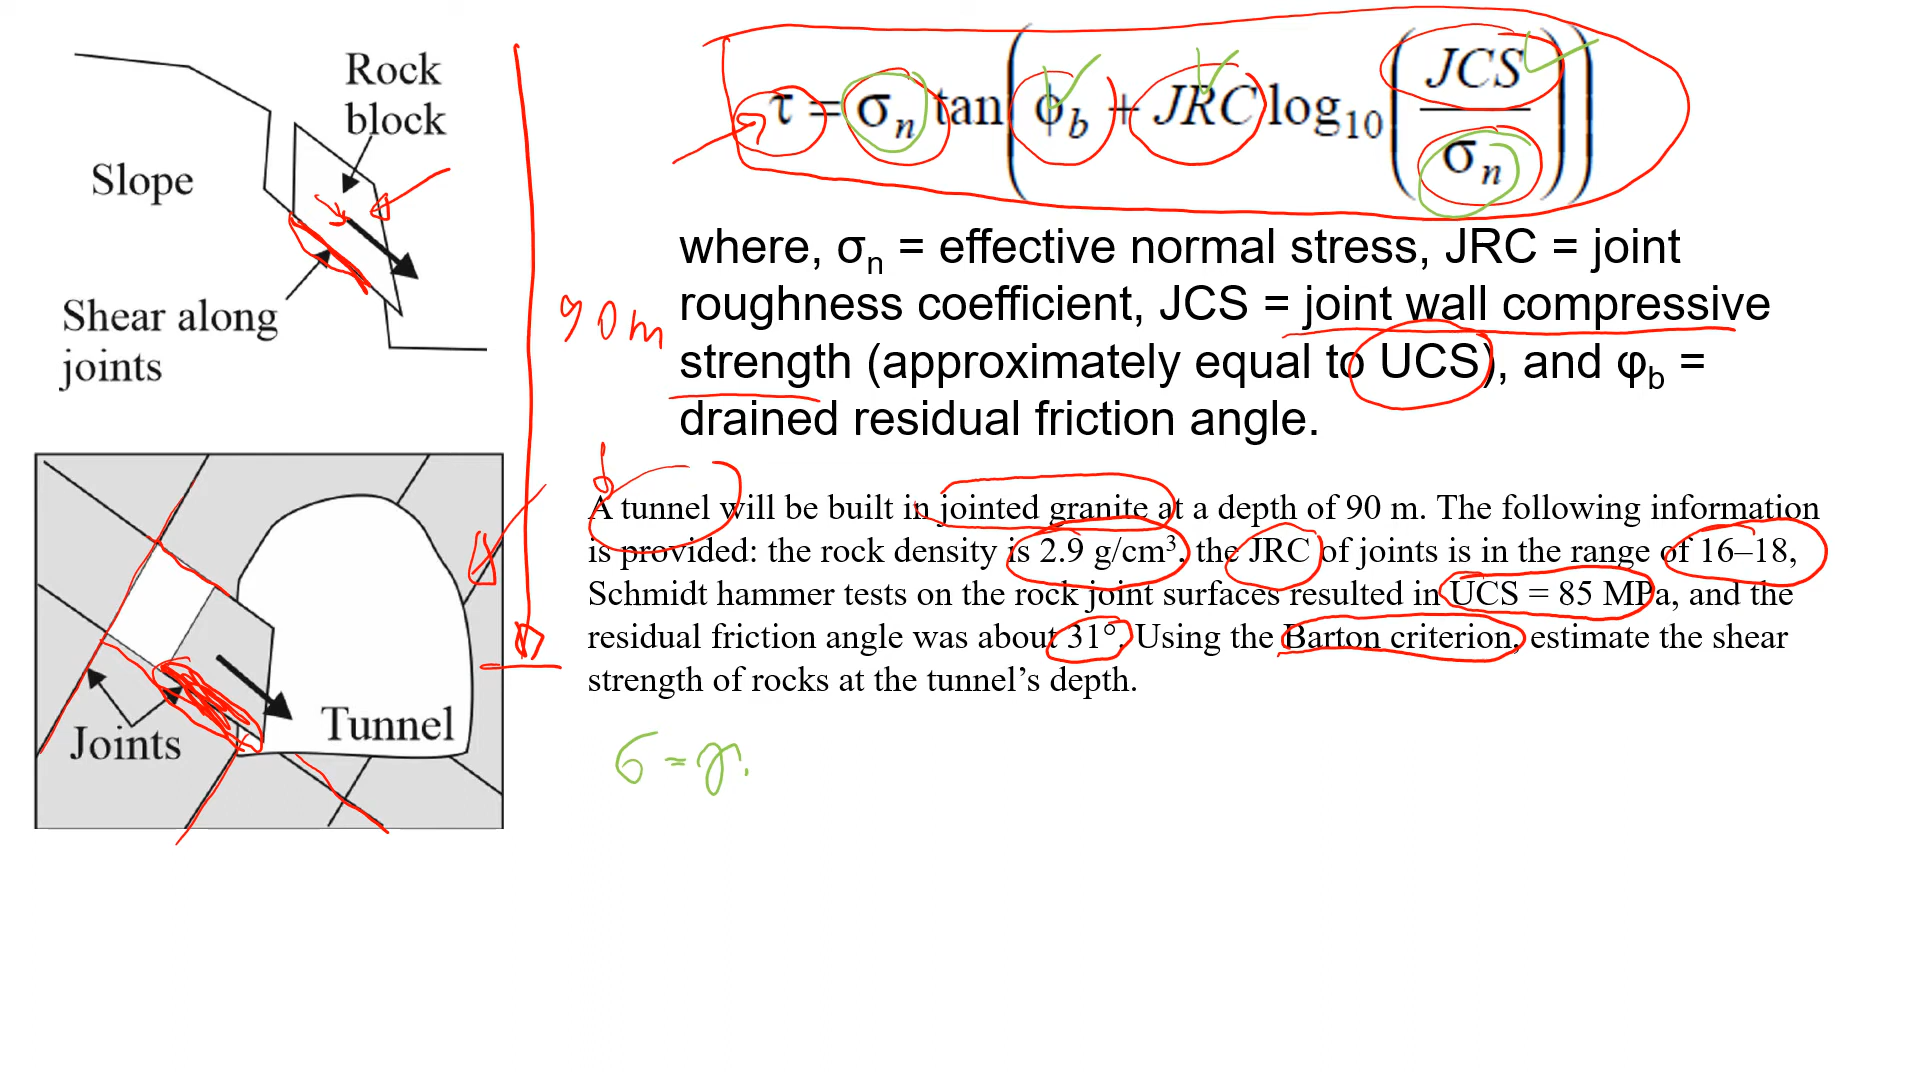 Rock
block
Slope
Shear along
joints
Joints
Tunnel
90m
τ = σn tan(ϕb + JRC log10(JCS/σn))
where, σn = effective normal stress, JRC = joint
roughness coefficient, JCS = joint wall compressive
strength (approximately equal to UCS), and φb =
drained residual friction angle.
A tunnel will be built in jointed granite at a depth of 90 m. The following information
is provided: the rock density is 2.9 g/cm³, the JRC of joints is in the range of 16–18,
Schmidt hammer tests on the rock joint surfaces resulted in UCS = 85 MPa, and the
residual friction angle was about 31°. Using the Barton criterion, estimate the shear
strength of rocks at the tunnel’s depth.
σ = γ.